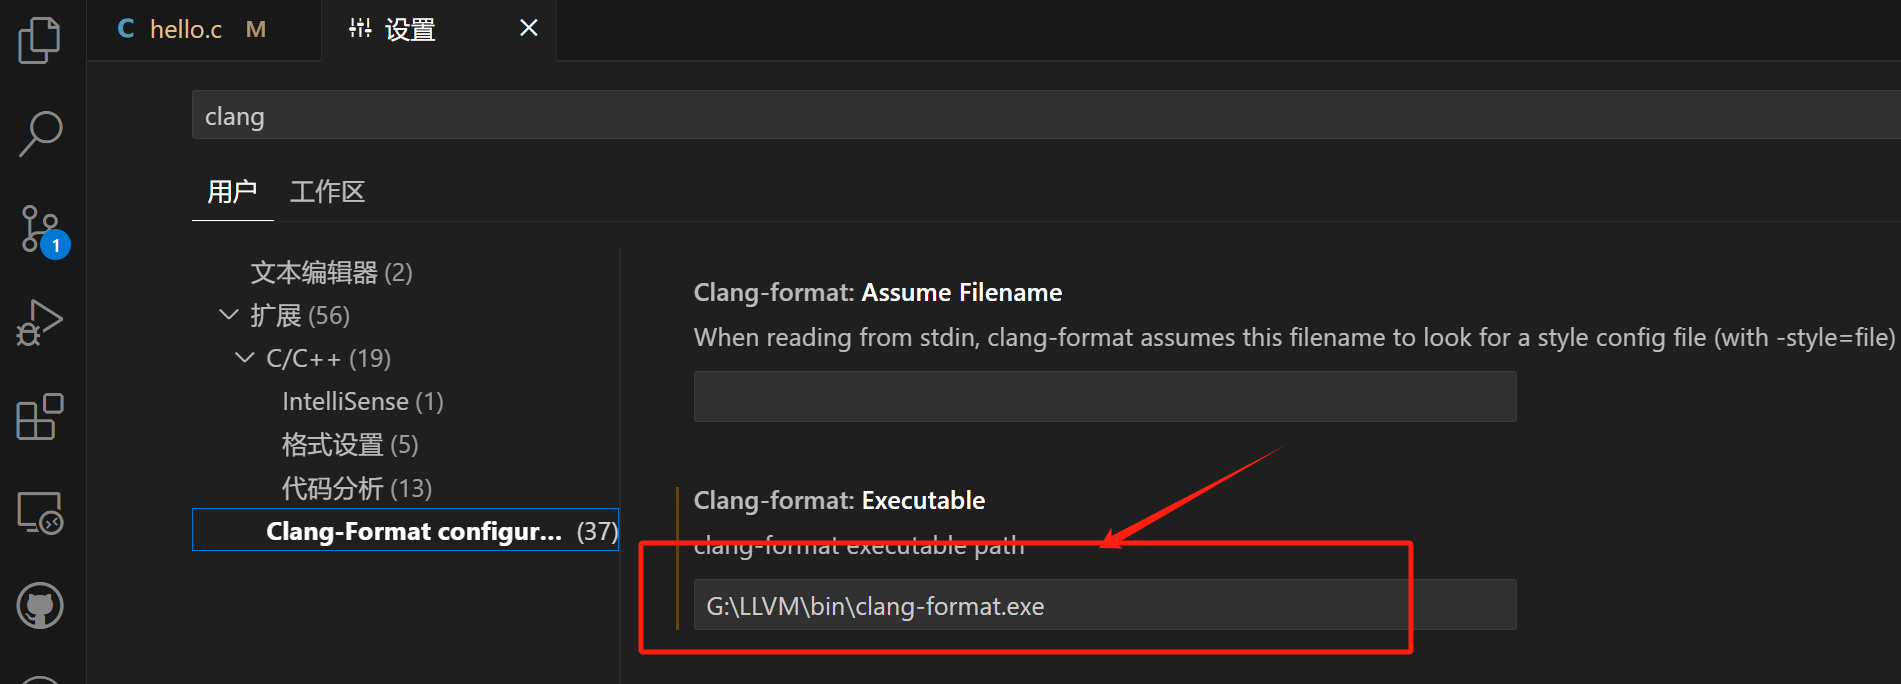 C hello.c M
设置
clang
用户 工作区
文本编辑器 (2)
扩展 (56)
C/C++ (19)
IntelliSense (1)
格式设置 (5)
代码分析 (13)
Clang-Format configur... (37)
1
Clang-format: Assume Filename
When reading from stdin, clang-format assumes this filename to look for a style config file (with -style=file)
Clang-format: Executable
clang-format executable path
G:\LLVM\bin\clang-format.exe